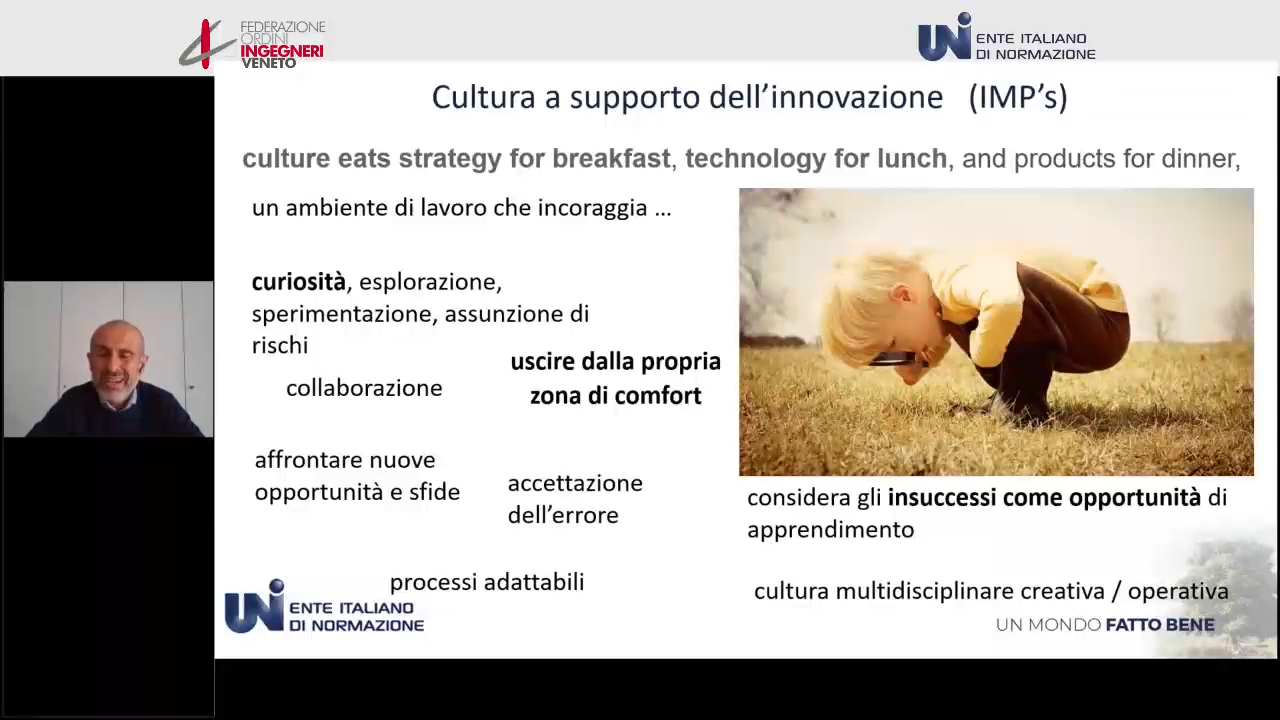 FEDERAZIONE
ORDINI
INGEGNERI
VENETO
UNI ENTE ITALIANO
DI NORMAZIONE
Cultura a supporto dell’innovazione (IMP’s)
culture eats strategy for breakfast, technology for lunch, and products for dinner,
un ambiente di lavoro che incoraggia ...
curiosità, esplorazione,
sperimentazione, assunzione di
rischi
collaborazione
uscire dalla propria
zona di comfort
affrontare nuove
opportunità e sfide
accettazione
dell’errore
considera gli insuccessi come opportunità di
apprendimento
processi adattabili
cultura multidisciplinare creativa / operativa
UNI ENTE ITALIANO
DI NORMAZIONE
UN MONDO FATTO BENE